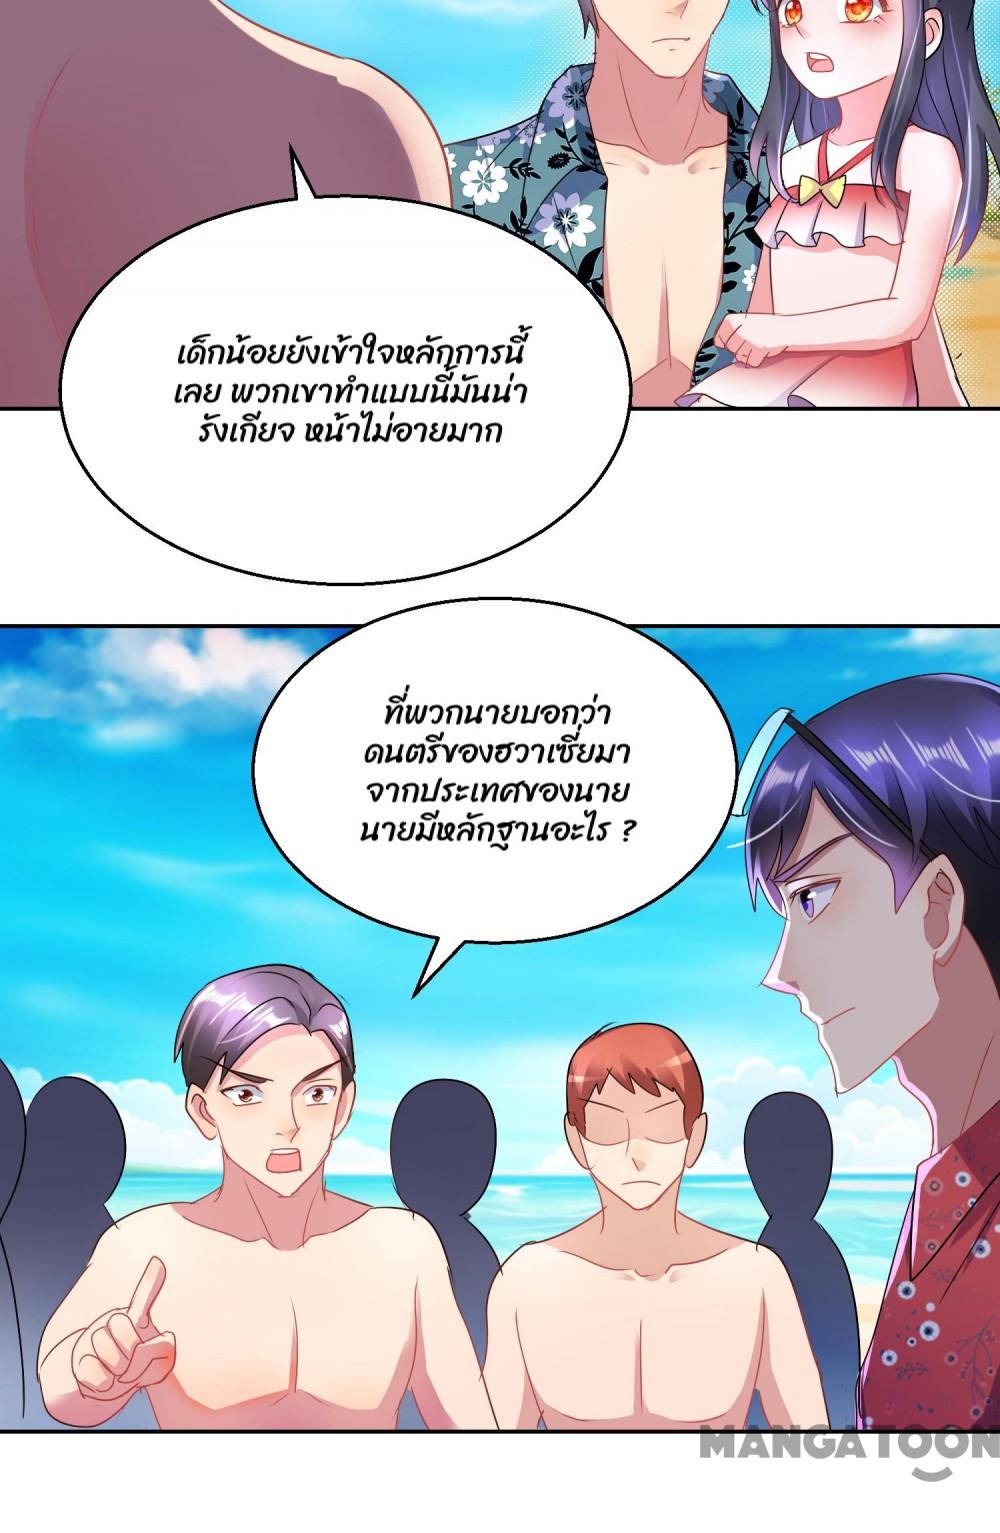 เด็กน้อยยังเข้าใจหลักการนี้
เลย พวกเขาทำแบบนี้มันน่า
รังเกียจ หน้าไม่อายมาก
ที่พวกนายบอกว่า
ดนตรีของฮวาเซี่ยมา
จากประเทศของนาย
นายมีหลักฐานอะไร ?
MANGATOON